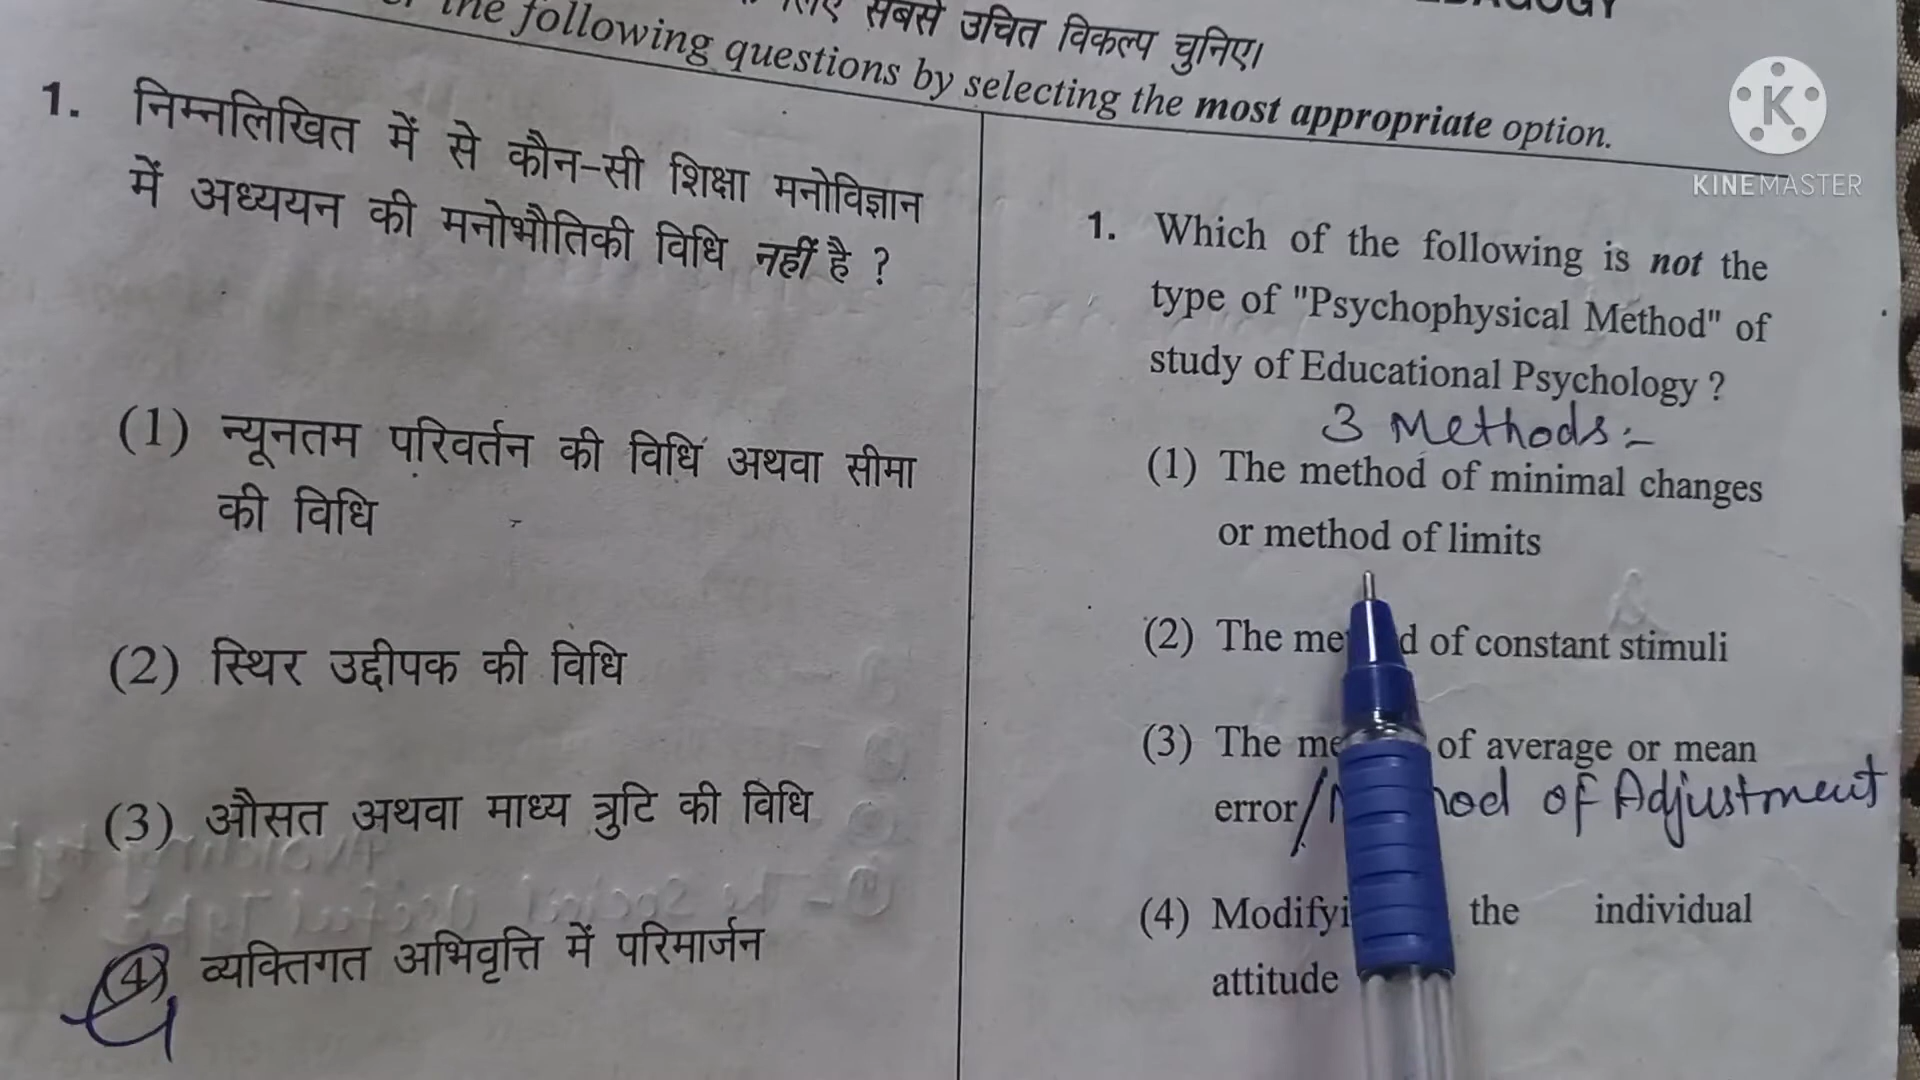 लिए सबसे उचित विकल्प चुनिए।
the following questions by selecting the most appropriate option.
KINEMASTER
1. निम्नलिखित में से कौन-सी शिक्षा मनोविज्ञान
में अध्ययन की मनोभौतिकी विधि नहीं है ?
(1) न्यूनतम परिवर्तन की विधि अथवा सीमा
की विधि
(2) स्थिर उद्दीपक की विधि
(3) औसत अथवा माध्य त्रुटि की विधि
(4) व्यक्तिगत अभिवृत्ति में परिमार्जन
1. Which of the following is not the
type of "Psychophysical Method" of
study of Educational Psychology ?
3 Methods :-
(1) The method of minimal changes
or method of limits
(2) The of constant stimuli
(3) The of average or mean
error/ of Adjustment
(4) the individual
attitude